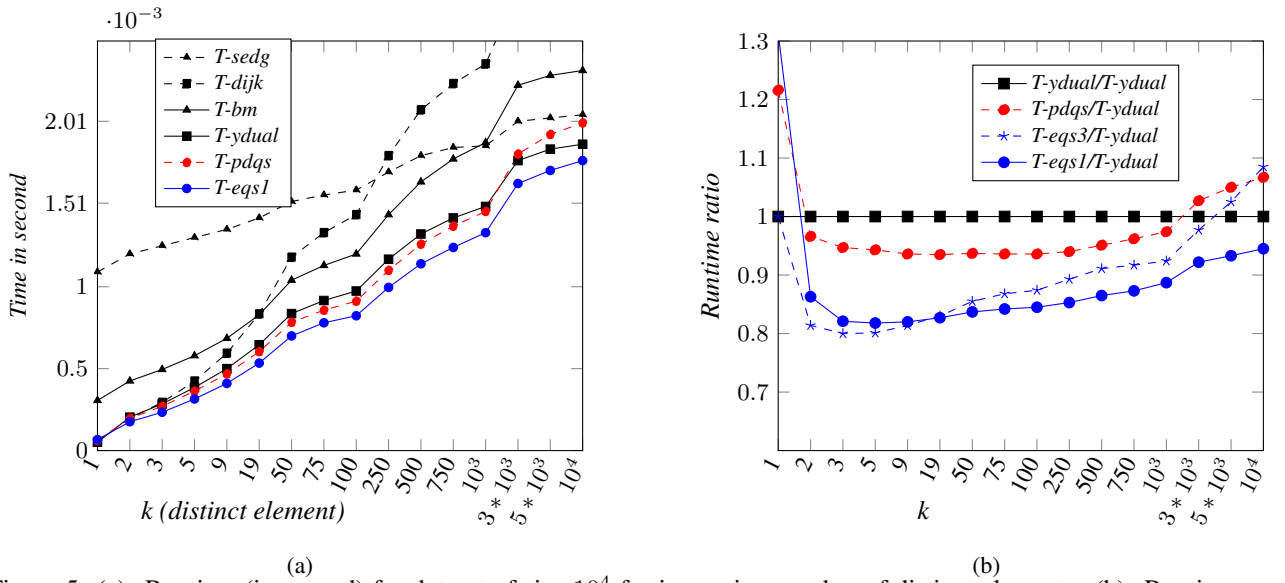 ·10⁻³
2.01
1.51
1
0.5
0
Time in second
T-sedg
T-dijk
T-bm
T-ydual
T-pdqs
T-eqs1
1 2 3 5 9 19 50 75 100 250 500 750 10³ 3 * 10³ 5 * 10³ 10⁴
k (distinct element)
(a)
1.3
1.2
1.1
1
0.9
0.8
0.7
Runtime ratio
T-ydual/T-ydual
T-pdqs/T-ydual
T-eqs3/T-ydual
T-eqs1/T-ydual
1 2 3 5 9 19 50 75 100 250 500 750 10³ 3 * 10³ 5 * 10³ 10⁴
k
(b)